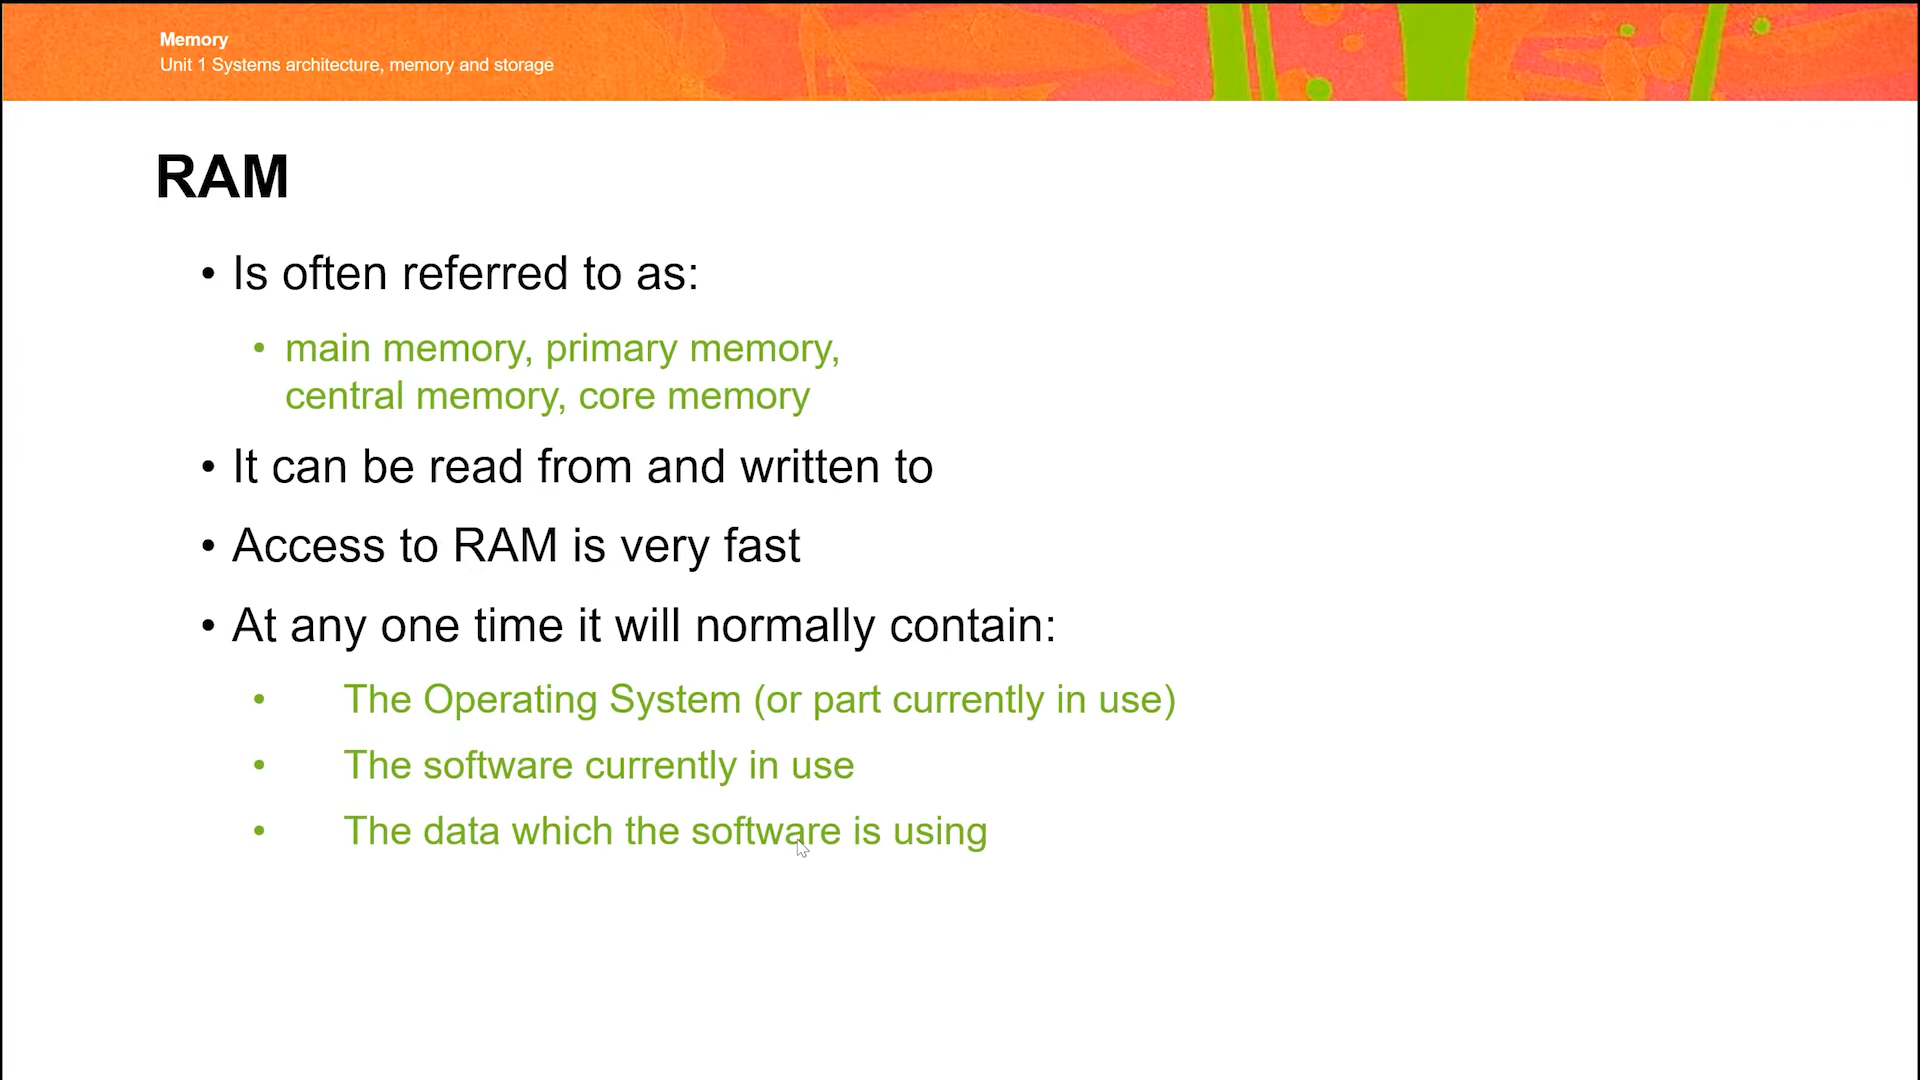 Memory
Unit 1 Systems architecture, memory and storage
RAM
• Is often referred to as:
• main memory, primary memory,
central memory, core memory
• It can be read from and written to
• Access to RAM is very fast
• At any one time it will normally contain:
• The Operating System (or part currently in use)
• The software currently in use
• The data which the software is using